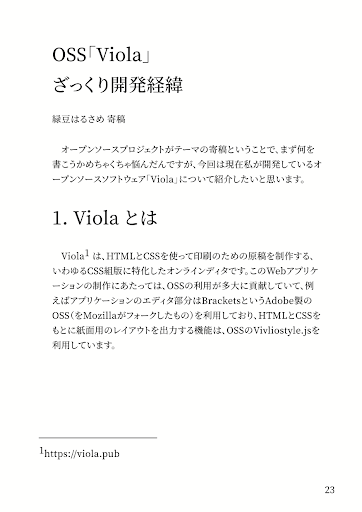 OSS「Viola」
ざっくり開発経緯
緑豆はるさめ 寄稿
オープンソースプロジェクトがテーマの寄稿ということで、まず何を
書こうかめちゃくちゃ悩んだんですが、今回は現在私が開発しているオ
ープンソースソフトウェア「Viola」について紹介したいと思います。
1. Viola とは
Viola1 は、HTMLとCSSを使って印刷のための原稿を制作する、
いわゆるCSS組版に特化したオンラインディタです。このWebアプリケ
ーションの制作にあたっては、OSSの利用が多大に貢献していて、例
えばアプリケーションのエディタ部分はBracketsというAdobe製の
OSS（をMozillaがフォークしたもの）を利用しており、HTMLとCSSを
もとに紙面用のレイアウトを出力する機能は、OSSのVivliostyle.jsを
利用しています。
1https://viola.pub
23